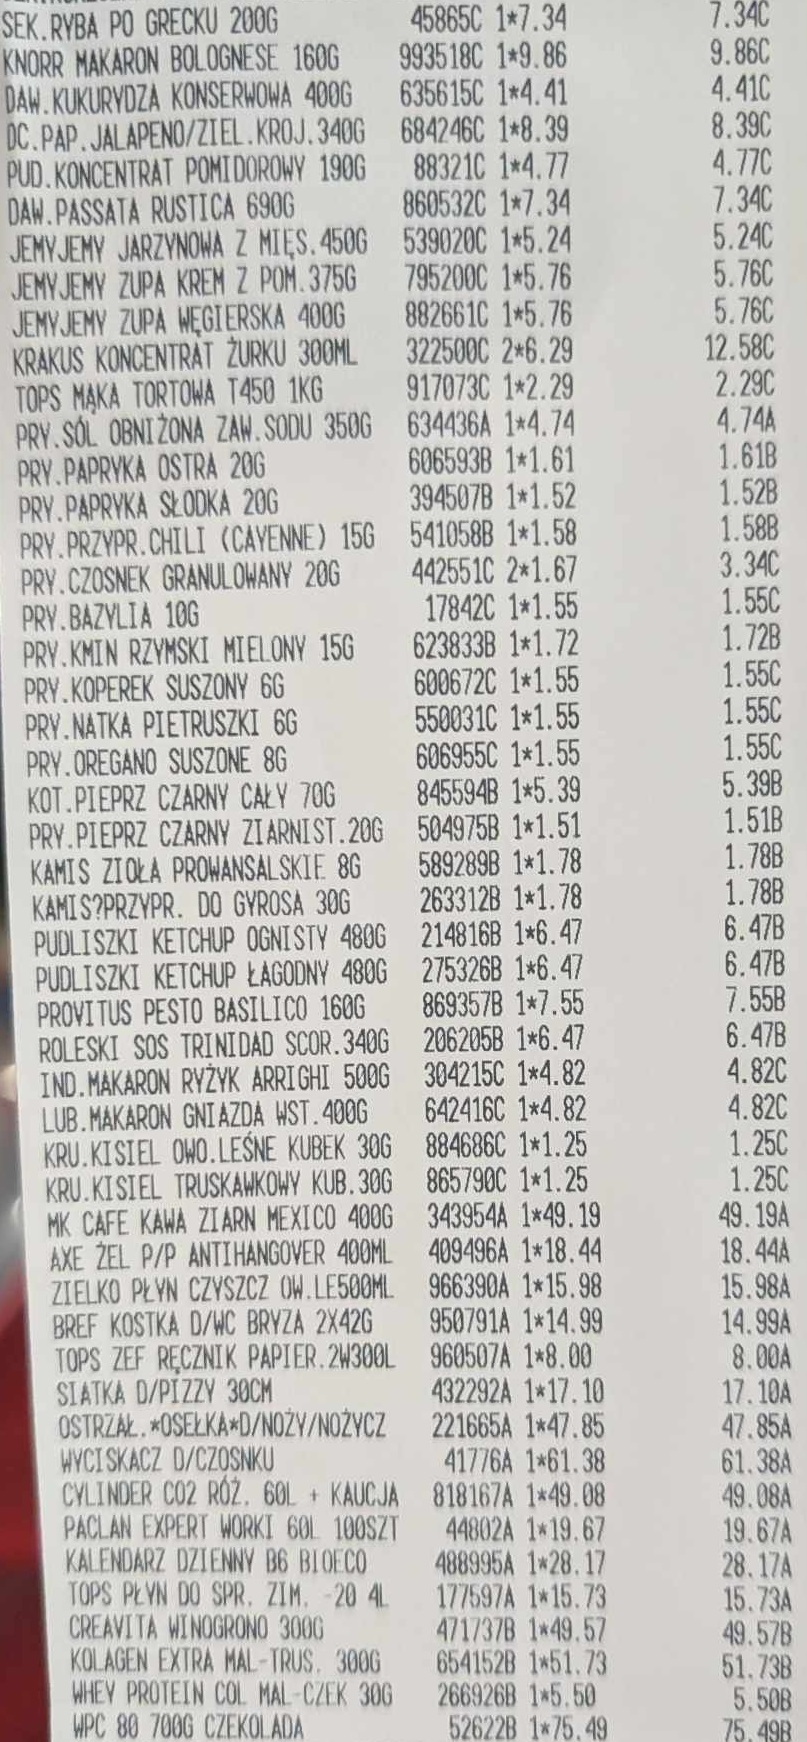 SEK.RYBA PO GRECKU 200G 45865C 1*7.34 7.34C
KNORR MAKARON BOLOGNESE 160G 993518C 1*9.86 9.86C
DAW.KUKURYDZA KONSERWOWA 400G 635615C 1*4.41 4.41C
DC.PAP.JALAPENO/ZIEL.KROJ.340G 684246C 1*8.39 8.39C
PUD.KONCENTRAT POMIDOROWY 190G 88321C 1*4.77 4.77C
DAW.PASSATA RUSTICA 690G 860532C 1*7.34 7.34C
JEMYJEMY JARZYNOWA Z MIĘS.450G 539020C 1*5.24 5.24C
JEMYJEMY ZUPA KREM Z POM.375G 795200C 1*5.76 5.76C
JEMYJEMY ZUPA WĘGIERSKA 400G 882661C 1*5.76 5.76C
KRAKUS KONCENTRAT ŻURKU 300ML 322500C 2*6.29 12.58C
TOPS MĄKA TORTOWA T450 1KG 917073C 1*2.29 2.29C
PRY.SÓL OBNIŻONA ZAW.SODU 350G 634436A 1*4.74 4.74A
PRY.PAPRYKA OSTRA 20G 606593B 1*1.61 1.61B
PRY.PAPRYKA SŁODKA 20G 394507B 1*1.52 1.52B
PRY.PRZYPR.CHILI (CAYENNE) 15G 541058B 1*1.58 1.58B
PRY.CZOSNEK GRANULOWANY 20G 442551C 2*1.67 3.34C
PRY.BAZYLIA 10G 17842C 1*1.55 1.55C
PRY.KMIN RZYMSKI MIELONY 15G 623833B 1*1.72 1.72B
PRY.KOPEREK SUSZONY 6G 600672C 1*1.55 1.55C
PRY.NATKA PIETRUSZKI 6G 550031C 1*1.55 1.55C
PRY.OREGANO SUSZONE 8G 606955C 1*1.55 1.55C
KOT.PIEPRZ CZARNY CAŁY 70G 845594B 1*5.39 5.39B
PRY.PIEPRZ CZARNY ZIARNIST.20G 504975B 1*1.51 1.51B
KAMIS ZIOŁA PROWANSALSKIE 8G 589289B 1*1.78 1.78B
KAMIS?PRZYPR. DO GYROSA 30G 263312B 1*1.78 1.78B
PUDLISZKI KETCHUP OGNISTY 480G 214816B 1*6.47 6.47B
PUDLISZKI KETCHUP ŁAGODNY 480G 275326B 1*6.47 6.47B
PROVITUS PESTO BASILICO 160G 869357B 1*7.55 7.55B
ROLESKI SOS TRINIDAD SCOR.340G 206205B 1*6.47 6.47B
IND.MAKARON RYŻYK ARRIGHI 500G 304215C 1*4.82 4.82C
LUB.MAKARON GNIAZDA WST.400G 642416C 1*4.82 4.82C
KRU.KISIEL OWO.LEŚNE KUBEK 30G 884686C 1*1.25 1.25C
KRU.KISIEL TRUSKAWKOWY KUB.30G 865790C 1*1.25 1.25C
MK CAFE KAWA ZIARN MEXICO 400G 343954A 1*49.19 49.19A
AXE ŻEL P/P ANTIHANGOVER 400ML 409496A 1*18.44 18.44A
ZIELKO PŁYN CZYSZCZ OW.LE500ML 966390A 1*15.98 15.98A
BREF KOSTKA D/WC BRYZA 2X42G 950791A 1*14.99 14.99A
TOPS ZEF RĘCZNIK PAPIER.2W300L 960507A 1*8.00 8.00A
SIATKA D/PIZZY 30CM 432292A 1*17.10 17.10A
OSTRZAŁ.*OSEŁKA*D/NOŻY/NOŻYCZ 221665A 1*47.85 47.85A
WYCISKACZ D/CZOSNKU 41776A 1*61.38 61.38A
CYLINDER CO2 RÓŻ. 60L + KAUCJA 818167A 1*49.08 49.08A
PACLAN EXPERT WORKI 60L 100SZT 44802A 1*19.67 19.67A
KALENDARZ DZIENNY B6 BIOECO 488995A 1*28.17 28.17A
TOPS PŁYN DO SPR. ZIM. -20 4L 177597A 1*15.73 15.73A
CREAVITA WINOGRONO 300G 471737B 1*49.57 49.57B
KOLAGEN EXTRA MAL-TRUS. 300G 654152B 1*51.73 51.73B
WHEY PROTEIN COL MAL-CZEK 30G 266926B 1*5.50 5.50B
WPC 80 700G CZEKOLADA 52622B 1*75.49 75.49B